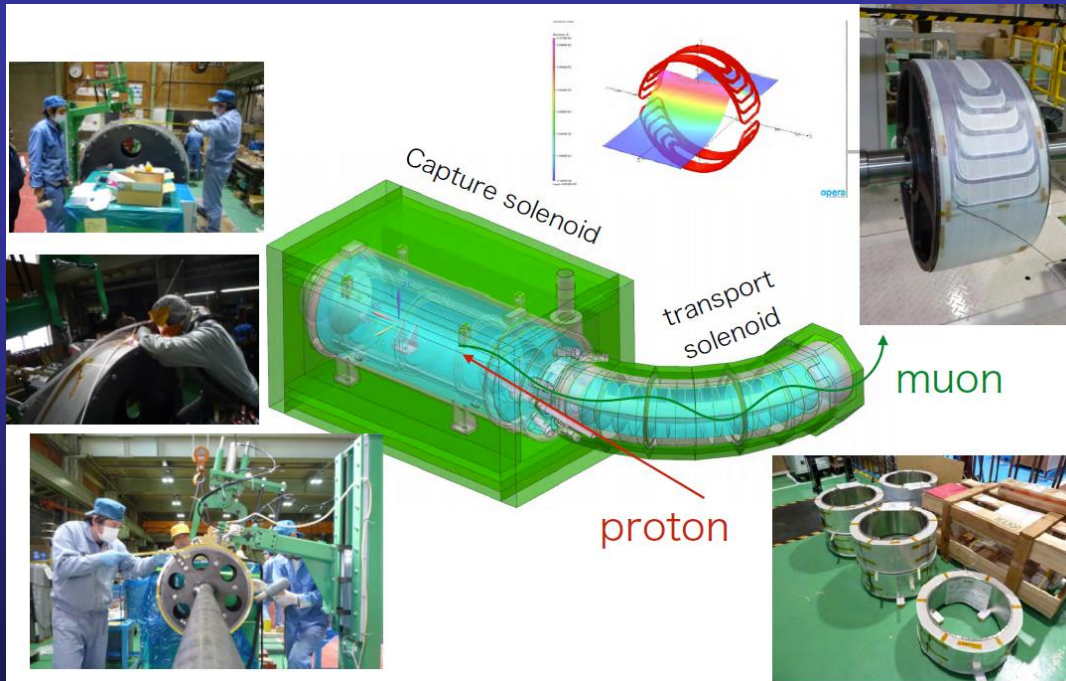 opera
Capture solenoid
transport
solenoid
muon
proton